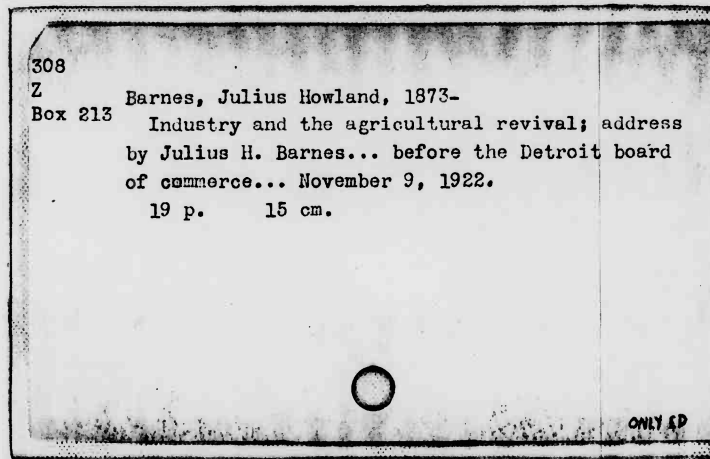 308
Z
Box 213
Barnes, Julius Howland, 1873-
Industry and the agricultural revival; address
by Julius H. Barnes... before the Detroit board
of commerce... November 9, 1922.
19 p. 15 cm.
ONLY ED